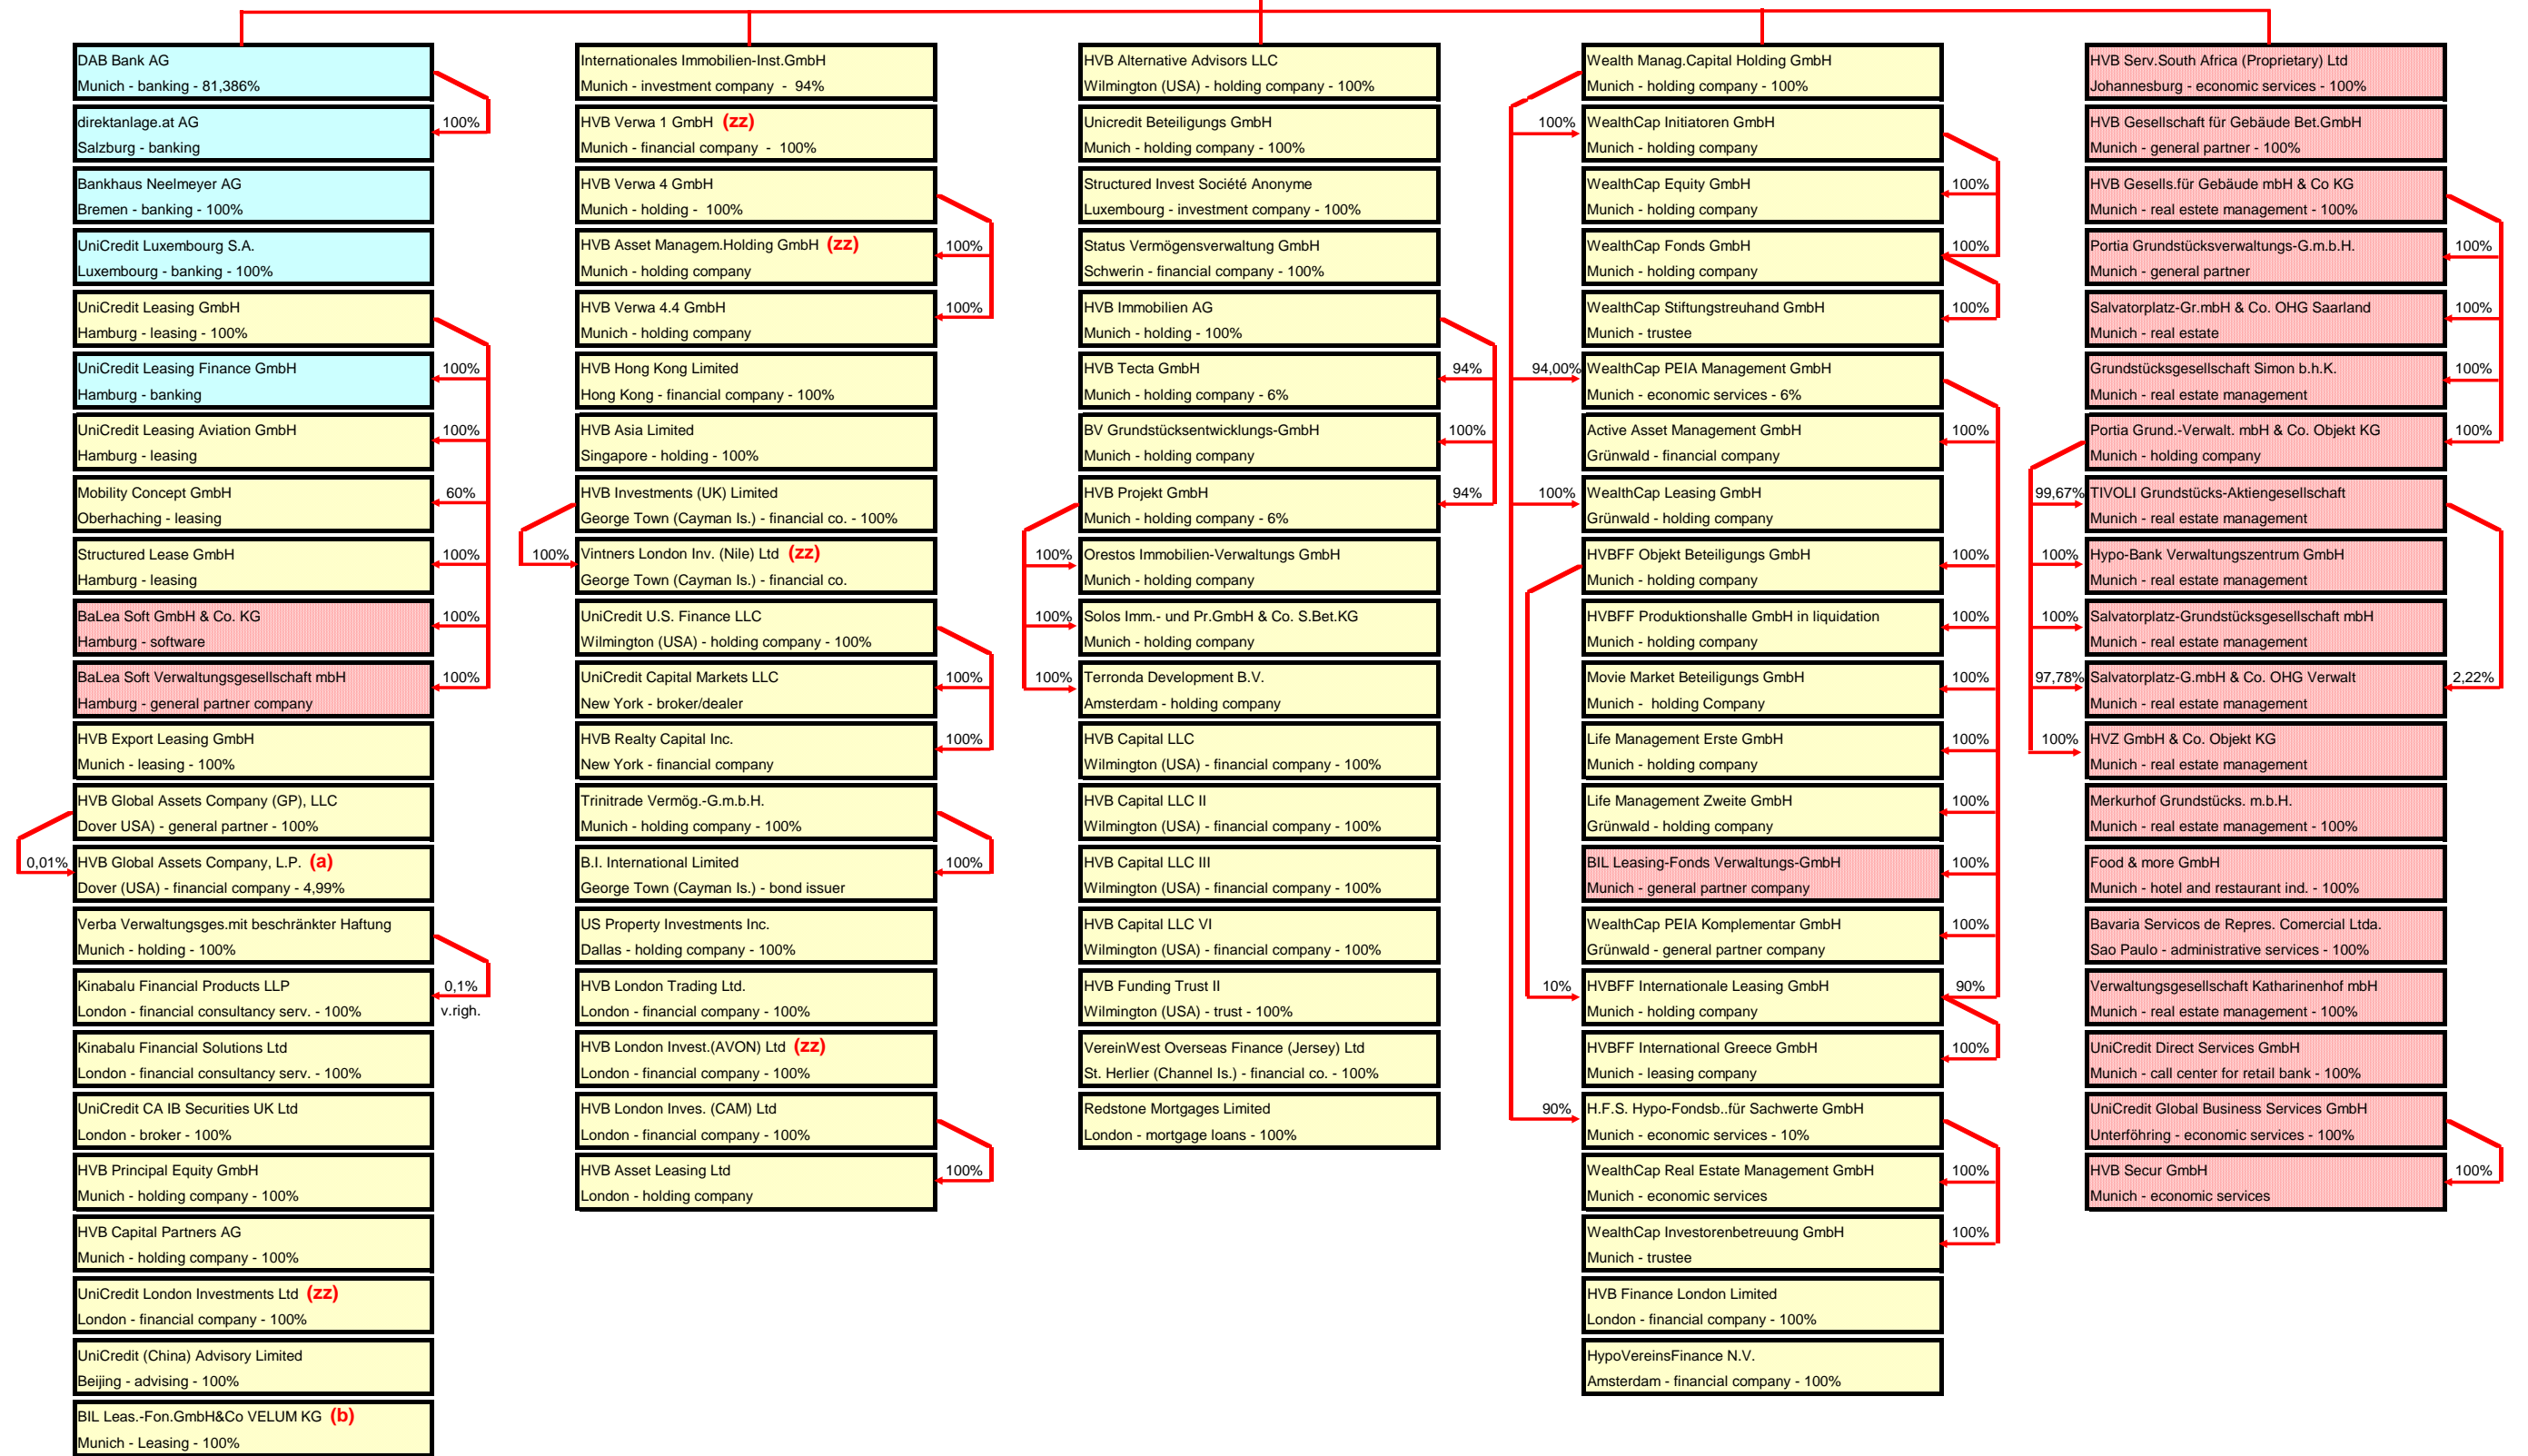 DAB Bank AG
Munich - banking - 81,386%
direktanlage.at AG
100%
Salzburg - banking
Bankhaus Neelmeyer AG
Bremen - banking - 100%
UniCredit Luxembourg S.A.
Luxembourg - banking - 100%
UniCredit Leasing GmbH
Hamburg - leasing - 100%
UniCredit Leasing Finance GmbH
100%
Hamburg - banking
UniCredit Leasing Aviation GmbH
100%
Hamburg - leasing
Mobility Concept GmbH
60%
Oberhaching - leasing
Structured Lease GmbH
100%
Hamburg - leasing
BaLea Soft GmbH & Co. KG
100%
Hamburg - software
BaLea Soft Verwaltungsgesellschaft mbH
100%
Hamburg - general partner company
HVB Export Leasing GmbH
Munich - leasing - 100%
HVB Global Assets Company (GP), LLC
Dover USA) - general partner - 100%
0,01%
HVB Global Assets Company, L.P. (a)
Dover (USA) - financial company - 4,99%
Verba Verwaltungsges.mit beschränkter Haftung
Munich - holding - 100%
Kinabalu Financial Products LLP
0,1%
London - financial consultancy serv. - 100%
v.righ.
Kinabalu Financial Solutions Ltd
London - financial consultancy serv. - 100%
UniCredit CA IB Securities UK Ltd
London - broker - 100%
HVB Principal Equity GmbH
Munich - holding company - 100%
HVB Capital Partners AG
Munich - holding company - 100%
UniCredit London Investments Ltd (zz)
London - financial company - 100%
UniCredit (China) Advisory Limited
Beijing - advising - 100%
BIL Leas.-Fon.GmbH&Co VELUM KG (b)
Munich - Leasing - 100%
Internationales Immobilien-Inst.GmbH
Munich - investment company - 94%
HVB Verwa 1 GmbH (zz)
Munich - financial company - 100%
HVB Verwa 4 GmbH
Munich - holding - 100%
HVB Asset Managem.Holding GmbH (zz)
100%
Munich - holding company
HVB Verwa 4.4 GmbH
100%
Munich - holding company
HVB Hong Kong Limited
Hong Kong - financial company - 100%
HVB Asia Limited
Singapore - holding - 100%
HVB Investments (UK) Limited
George Town (Cayman Is.) - financial co. - 100%
100%
Vintners London Inv. (Nile) Ltd (zz)
George Town (Cayman Is.) - financial co.
UniCredit U.S. Finance LLC
Wilmington (USA) - holding company - 100%
UniCredit Capital Markets LLC
100%
New York - broker/dealer
HVB Realty Capital Inc.
100%
New York - financial company
Trinitrade Vermög.-G.m.b.H.
Munich - holding company - 100%
B.I. International Limited
100%
George Town (Cayman Is.) - bond issuer
US Property Investments Inc.
Dallas - holding company - 100%
HVB London Trading Ltd.
London - financial company - 100%
HVB London Invest.(AVON) Ltd (zz)
London - financial company - 100%
HVB London Inves. (CAM) Ltd
London - financial company - 100%
HVB Asset Leasing Ltd
100%
London - holding company
HVB Alternative Advisors LLC
Wilmington (USA) - holding company - 100%
Unicredit Beteiligungs GmbH
Munich - holding company - 100%
Structured Invest Société Anonyme
Luxembourg - investment company - 100%
Status Vermögensverwaltung GmbH
Schwerin - financial company - 100%
HVB Immobilien AG
Munich - holding - 100%
HVB Tecta GmbH
94%
Munich - holding company - 6%
BV Grundstücksentwicklungs-GmbH
100%
Munich - holding company
HVB Projekt GmbH
94%
Munich - holding company - 6%
100%
Orestos Immobilien-Verwaltungs GmbH
Munich - holding company
100%
Solos Imm.- und Pr.GmbH & Co. S.Bet.KG
Munich - holding company
100%
Terronda Development B.V.
Amsterdam - holding company
HVB Capital LLC
Wilmington (USA) - financial company - 100%
HVB Capital LLC II
Wilmington (USA) - financial company - 100%
HVB Capital LLC III
Wilmington (USA) - financial company - 100%
HVB Capital LLC VI
Wilmington (USA) - financial company - 100%
HVB Funding Trust II
Wilmington (USA) - trust - 100%
VereinWest Overseas Finance (Jersey) Ltd
St. Herlier (Channel Is.) - financial co. - 100%
Redstone Mortgages Limited
London - mortgage loans - 100%
Wealth Manag.Capital Holding GmbH
Munich - holding company - 100%
100%
WealthCap Initiatoren GmbH
Munich - holding company
WealthCap Equity GmbH
100%
Munich - holding company
WealthCap Fonds GmbH
100%
Munich - holding company
WealthCap Stiftungstreuhand GmbH
100%
Munich - trustee
94,00%
WealthCap PEIA Management GmbH
Munich - economic services - 6%
Active Asset Management GmbH
100%
Grünwald - financial company
100%
WealthCap Leasing GmbH
Grünwald - holding company
HVBFF Objekt Beteiligungs GmbH
100%
Munich - holding company
HVBFF Produktionshalle GmbH in liquidation
100%
Munich - holding company
Movie Market Beteiligungs GmbH
100%
Munich - holding Company
Life Management Erste GmbH
100%
Munich - holding company
Life Management Zweite GmbH
100%
Grünwald - holding company
BIL Leasing-Fonds Verwaltungs-GmbH
100%
Munich - general partner company
WealthCap PEIA Komplementar GmbH
100%
Grünwald - general partner company
10%
HVBFF Internationale Leasing GmbH
90%
Munich - holding company
HVBFF International Greece GmbH
100%
Munich - leasing company
90%
H.F.S. Hypo-Fondsb..für Sachwerte GmbH
Munich - economic services - 10%
WealthCap Real Estate Management GmbH
100%
Munich - economic services
WealthCap Investorenbetreuung GmbH
100%
Munich - trustee
HVB Finance London Limited
London - financial company - 100%
HypoVereinsFinance N.V.
Amsterdam - financial company - 100%
HVB Serv.South Africa (Proprietary) Ltd
Johannesburg - economic services - 100%
HVB Gesellschaft für Gebäude Bet.GmbH
Munich - general partner - 100%
HVB Gesells.für Gebäude mbH & Co KG
Munich - real estete management - 100%
Portia Grundstücksverwaltungs-G.m.b.H.
100%
Munich - general partner
Salvatorplatz-Gr.mbH & Co. OHG Saarland
100%
Munich - real estate
Grundstücksgesellschaft Simon b.h.K.
100%
Munich - real estate management
Portia Grund.-Verwalt. mbH & Co. Objekt KG
100%
Munich - holding company
99,67%
TIVOLI Grundstücks-Aktiengesellschaft
Munich - real estate management
100%
Hypo-Bank Verwaltungszentrum GmbH
Munich - real estate management
100%
Salvatorplatz-Grundstücksgesellschaft mbH
Munich - real estate management
97,78%
Salvatorplatz-G.mbH & Co. OHG Verwalt
2,22%
Munich - real estate management
100%
HVZ GmbH & Co. Objekt KG
Munich - real estate management
Merkurhof Grundstücks. m.b.H.
Munich - real estate management - 100%
Food & more GmbH
Munich - hotel and restaurant ind. - 100%
Bavaria Servicos de Repres. Comercial Ltda.
Sao Paulo - administrative services - 100%
Verwaltungsgesellschaft Katharinenhof mbH
Munich - real estate management - 100%
UniCredit Direct Services GmbH
Munich - call center for retail bank - 100%
UniCredit Global Business Services GmbH
Unterföhring - economic services - 100%
HVB Secur GmbH
100%
Munich - economic services